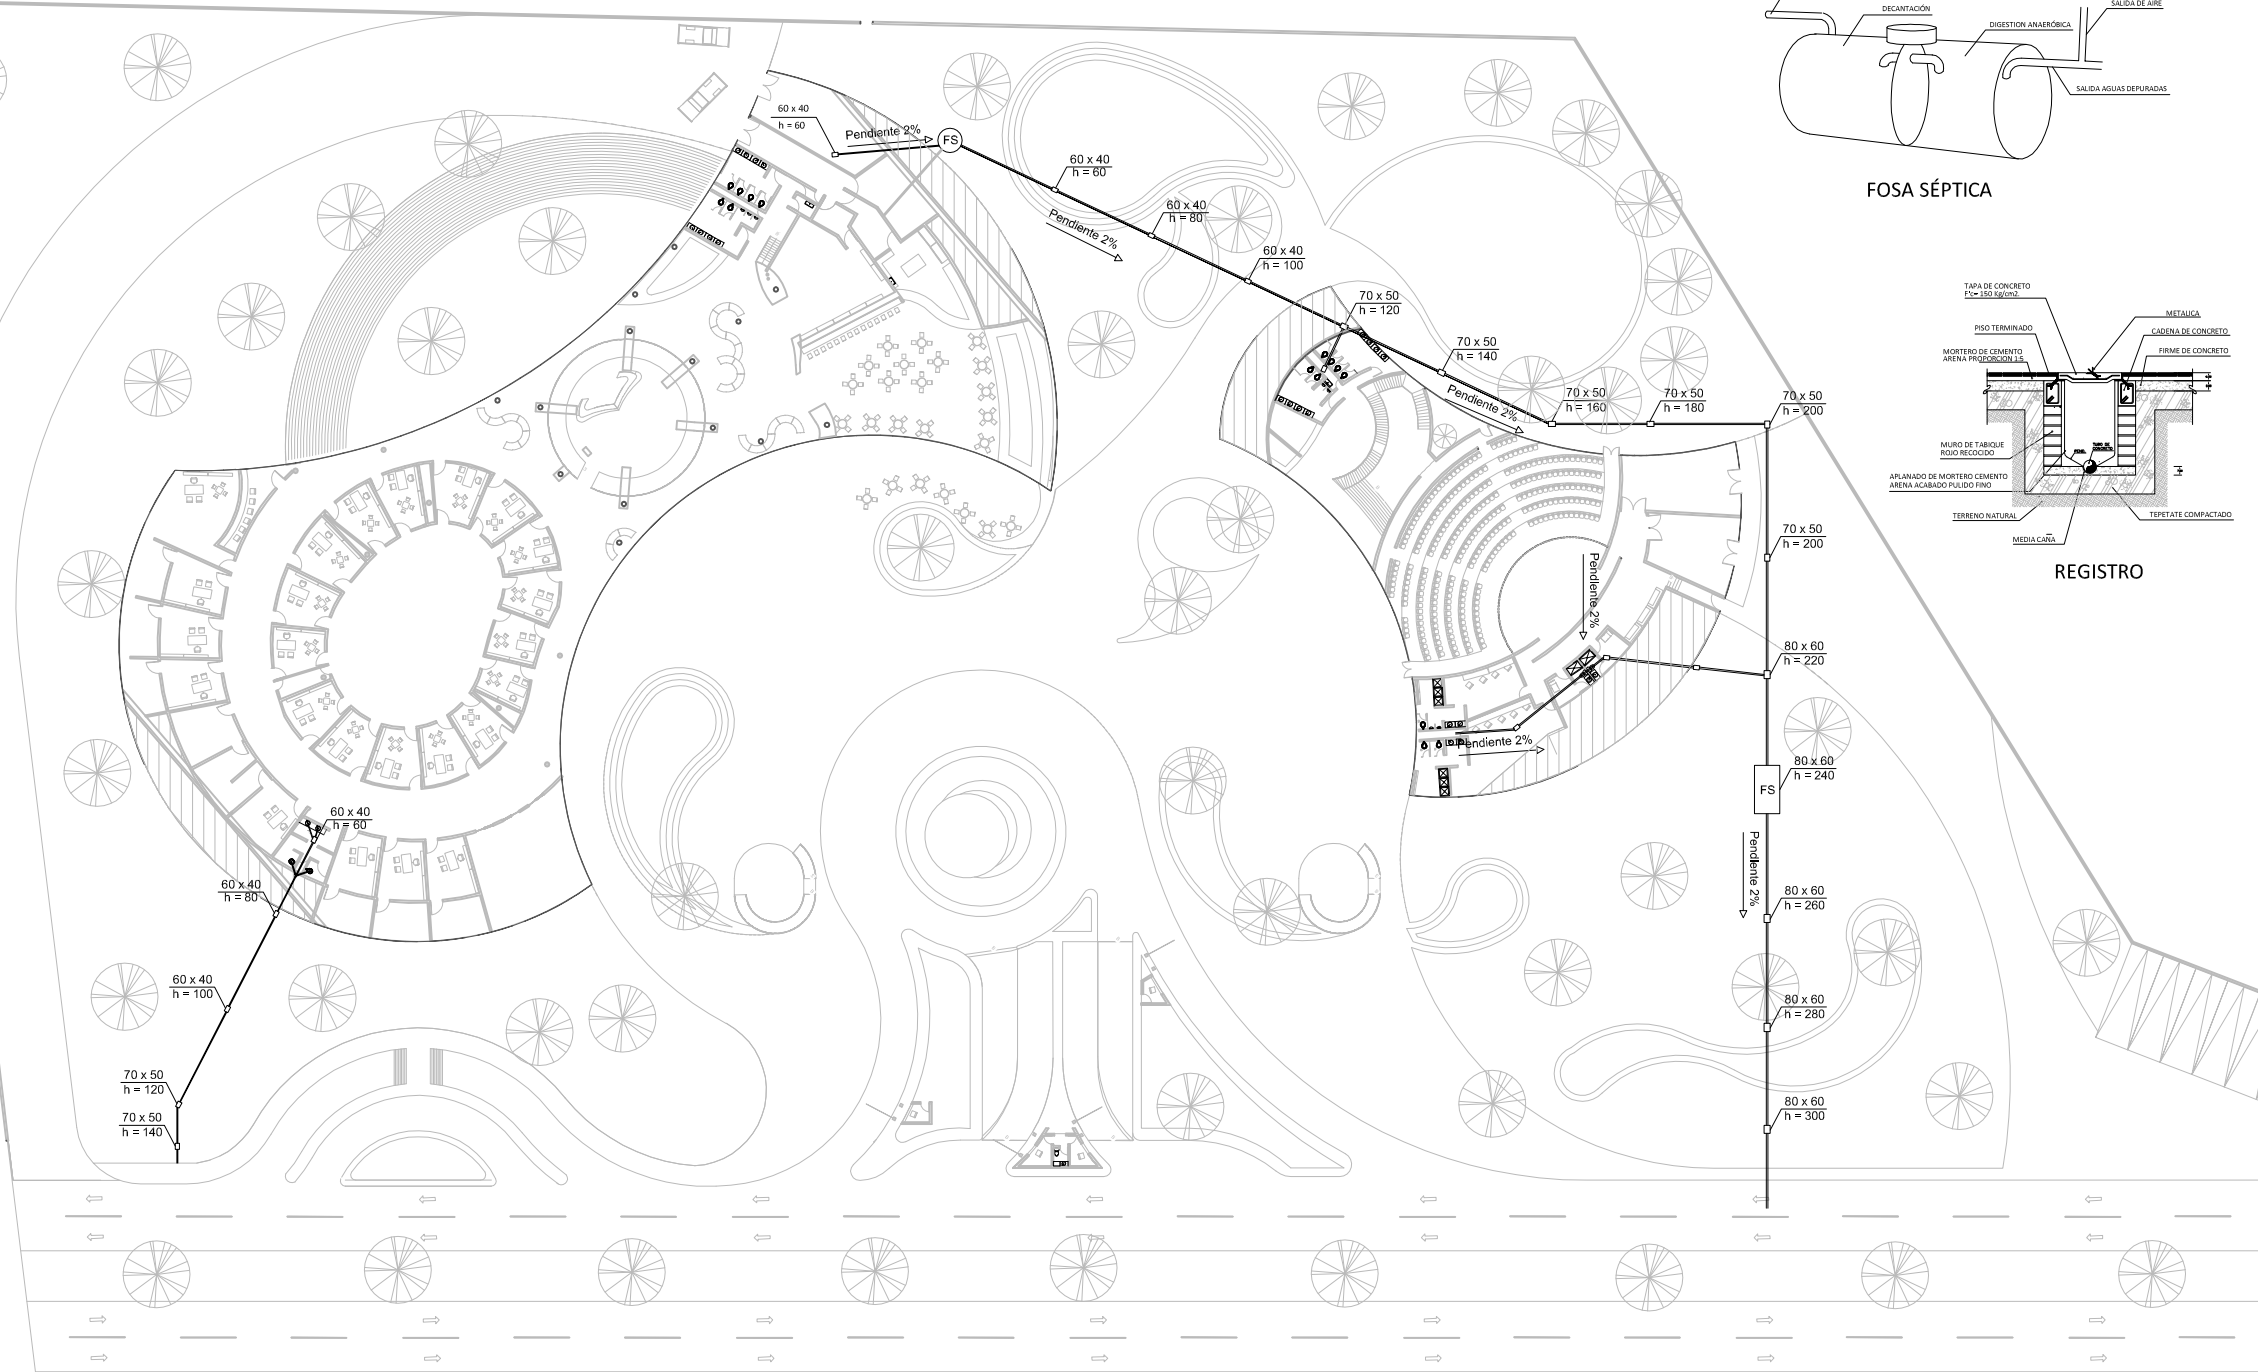 SALIDA DE AIRE
DECANTACIÓN
DIGESTION ANAERÓBICA
SALIDA AGUAS DEPURADAS
FOSA SÉPTICA
60 x 40
h = 60
Pendiente 2%
FS
60 x 40
h = 60
60 x 40
h = 80
Pendiente 2%
60 x 40
h = 100
70 x 50
h = 120
70 x 50
h = 140
Pendiente 2%
70 x 50
h = 160
70 x 50
h = 180
70 x 50
h = 200
70 x 50
h = 200
Pendiente 2%
80 x 60
h = 220
Pendiente 2%
80 x 60
h = 240
FS
Pendiente 2%
80 x 60
h = 260
80 x 60
h = 280
80 x 60
h = 300
60 x 40
h = 60
60 x 40
h = 80
60 x 40
h = 100
70 x 50
h = 120
70 x 50
h = 140
TAPA DE CONCRETO
F'c= 150 Kg/cm2.
METALICA
PISO TERMINADO
CADENA DE CONCRETO
MORTERO DE CEMENTO
ARENA PROPORCION 1:5
FIRME DE CONCRETO
MURO DE TABIQUE
ROJO RECOCIDO
TUBO DE
CONCRETO
APLANADO DE MORTERO CEMENTO
ARENA ACABADO PULIDO FINO
TERRENO NATURAL
TEPETATE COMPACTADO
MEDIA CAÑA
REGISTRO